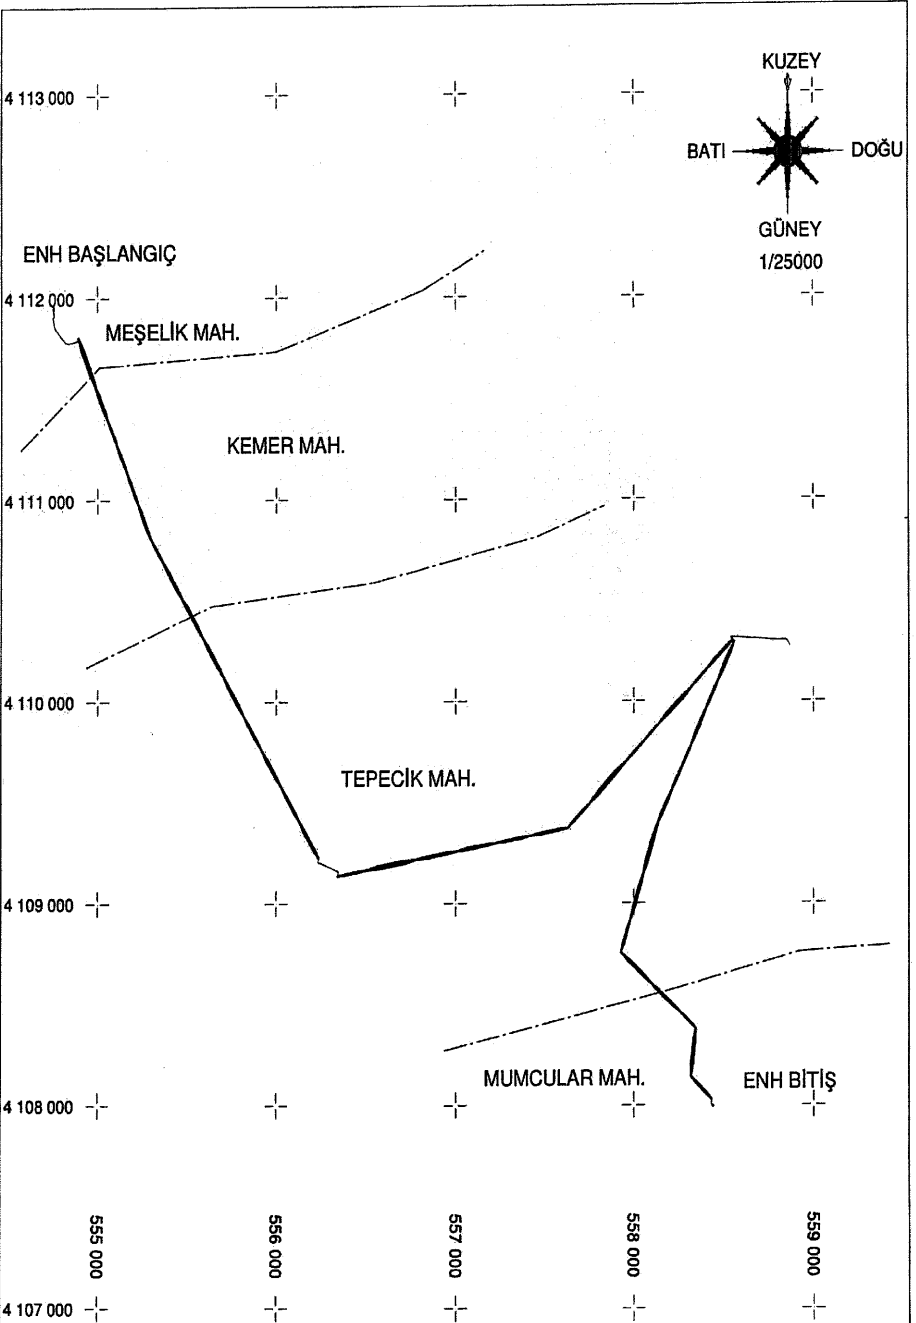 KUZEY
4 113 000
BATI
DOĞU
GÜNEY
1/25000
ENH BAŞLANGIÇ
4 112 000
MEŞELİK MAH.
KEMER MAH.
4 111 000
4 110 000
TEPECİK MAH.
4 109 000
MUMCULAR MAH.
ENH BİTİŞ
4 108 000
555 000
556 000
557 000
558 000
559 000
4 107 000